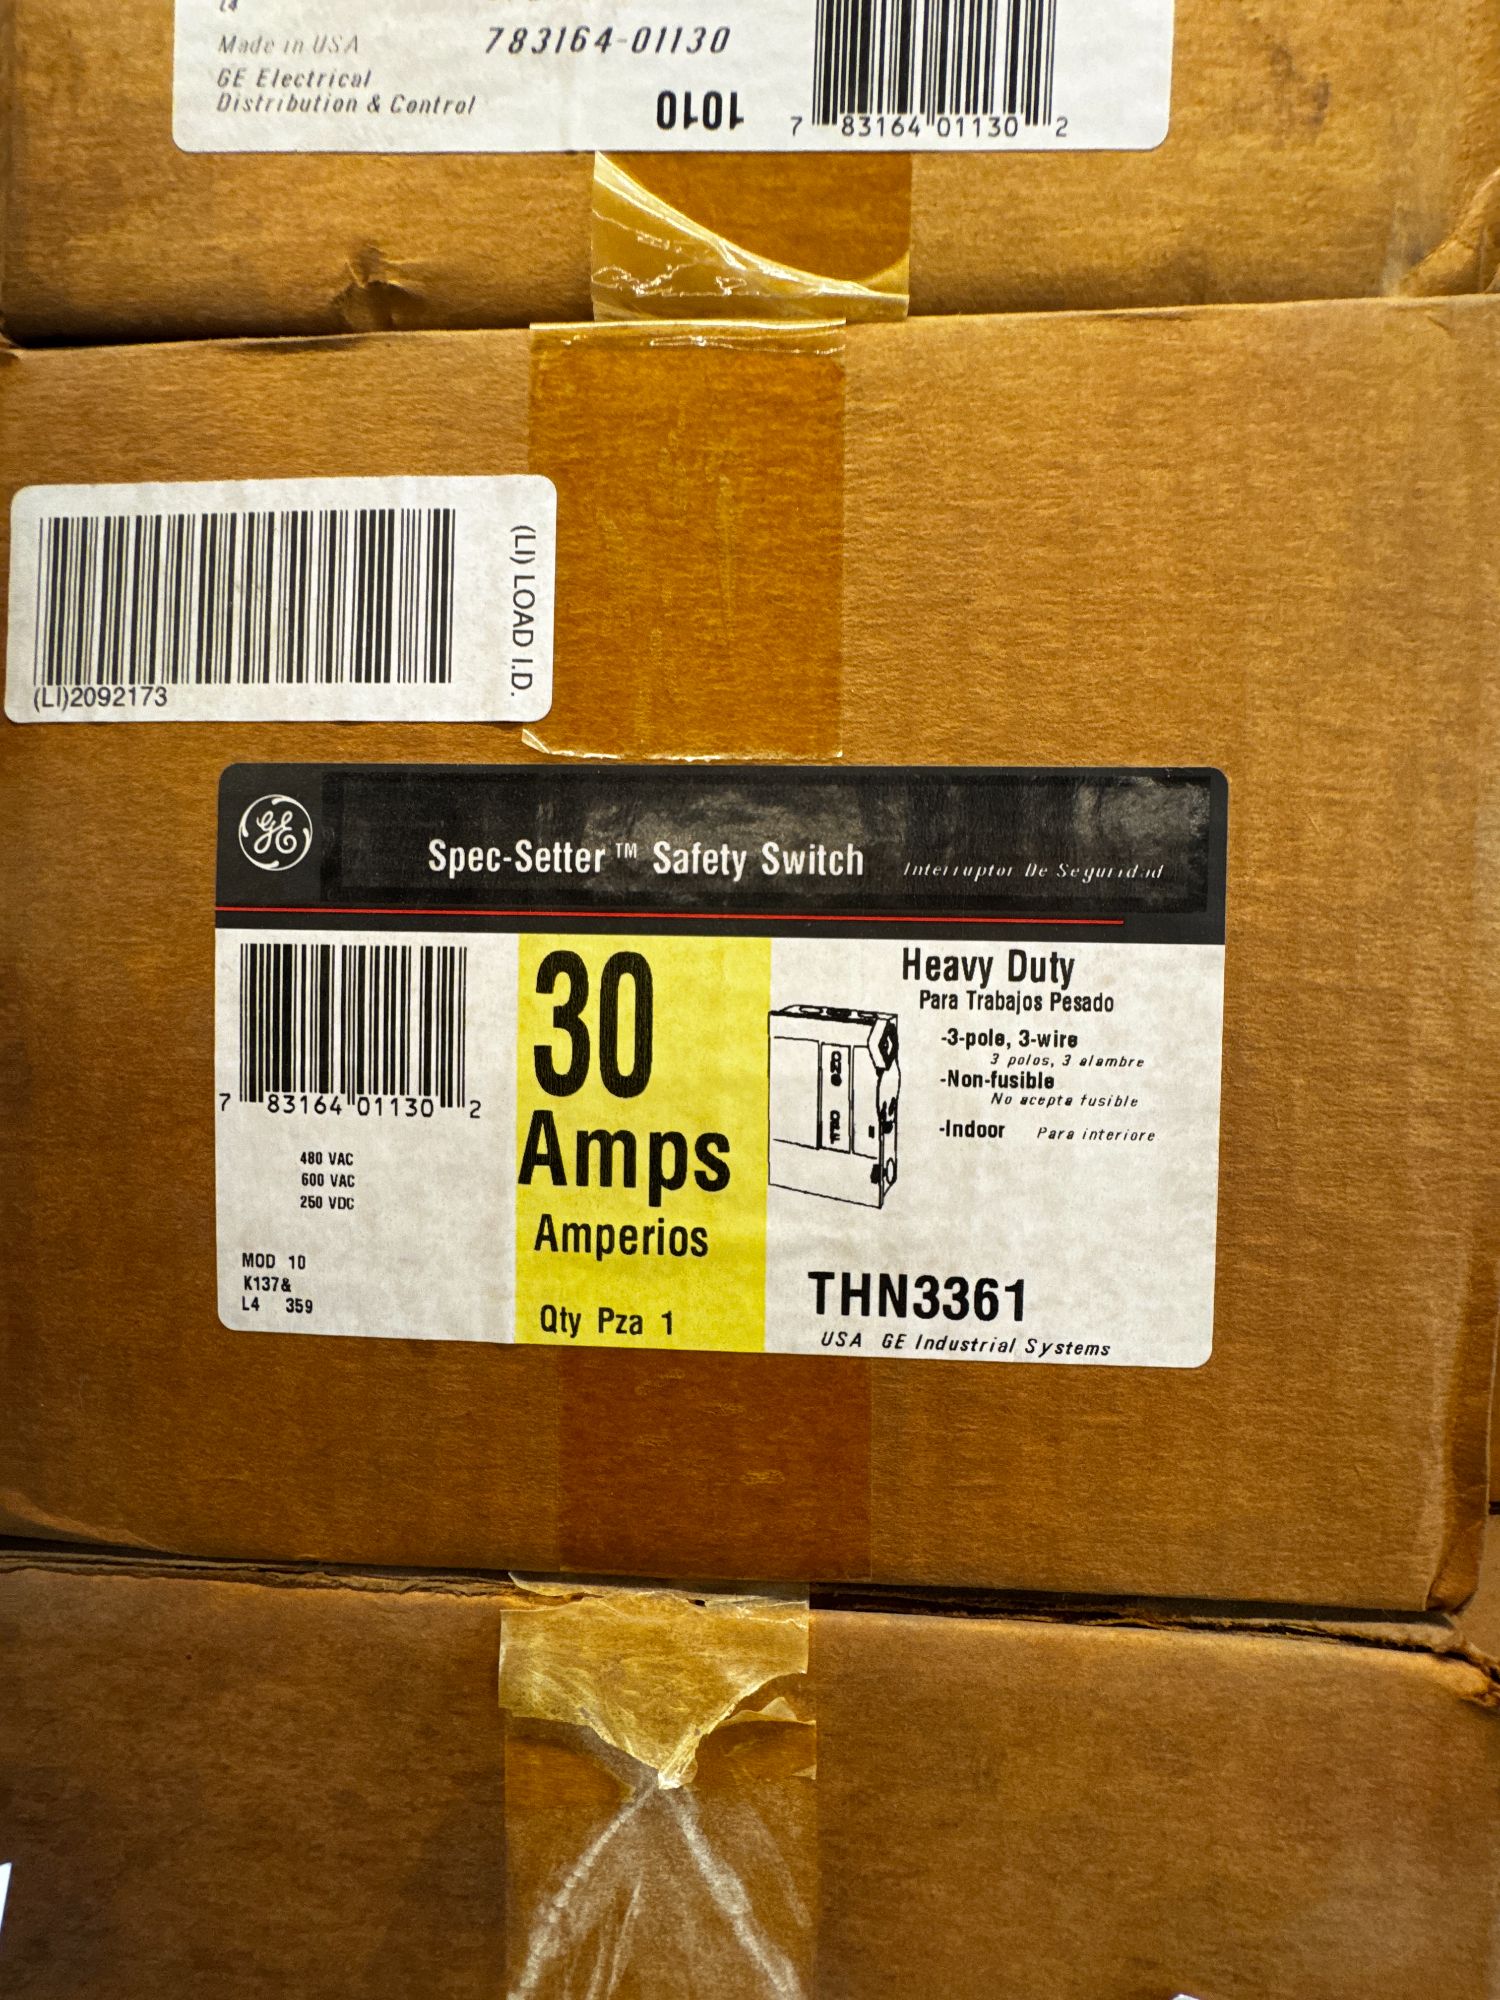 L4
Made in USA
GE Electrical
Distribution & Control
783164-01130
1010
7 83164 01130 2
(LI) LOAD I.D.
(LI)2092173
GE
Spec-Setter™ Safety Switch Interruptor De Seguridad
7 83164 01130 2
480 VAC
600 VAC
250 VDC
MOD 10
K137&
L4 359
30
Amps
Amperios
Qty Pza 1
Heavy Duty
Para Trabajos Pesado
-3-pole, 3-wire
3 polos, 3 alambre
-Non-fusible
No acepta fusible
-Indoor Para interiore
THN3361
USA GE Industrial Systems